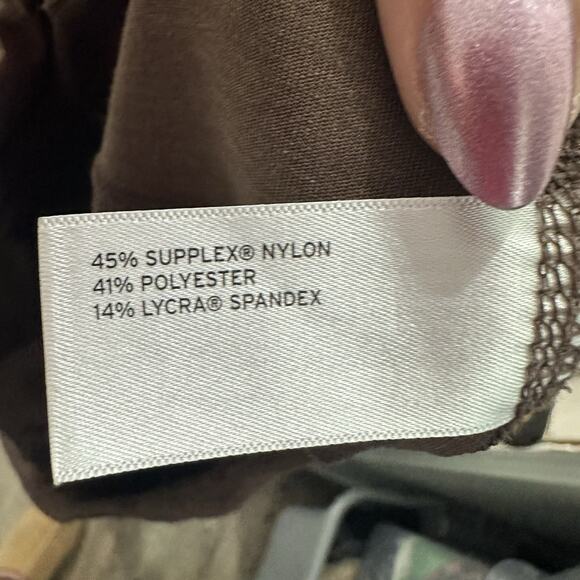 45% SUPPLEX® NYLON
41% POLYESTER
14% LYCRA® SPANDEX